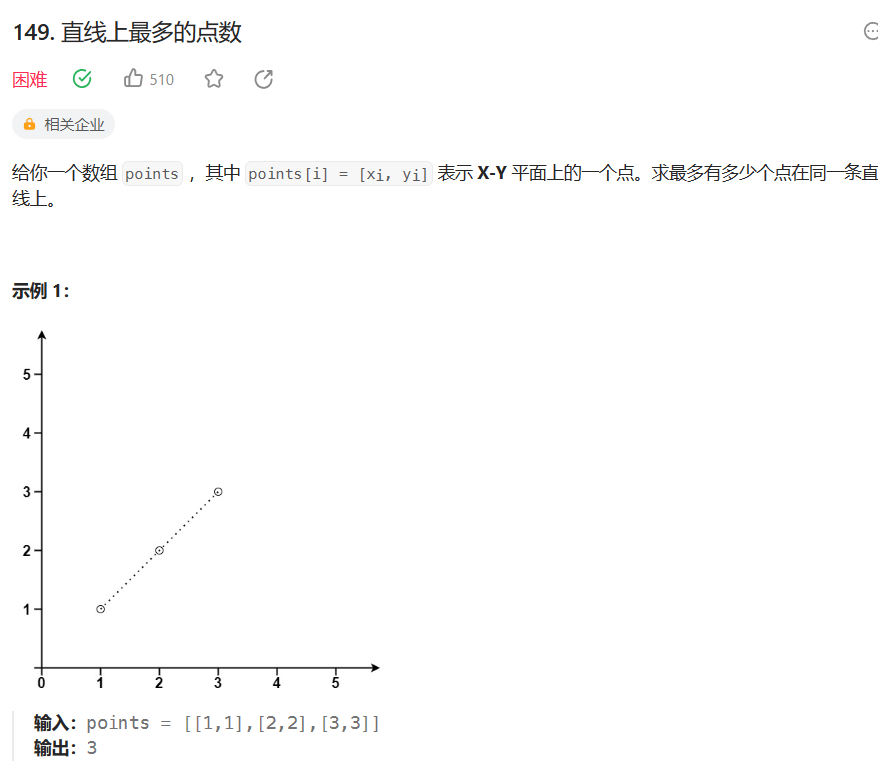 149. 直线上最多的点数
困难 510
相关企业
给你一个数组 points ，其中 points[i] = [xi, yi] 表示 X-Y 平面上的一个点。求最多有多少个点在同一条直
线上。
示例 1：
5
4
3
2
1
0 1 2 3 4 5
输入：points = [[1,1],[2,2],[3,3]]
输出：3